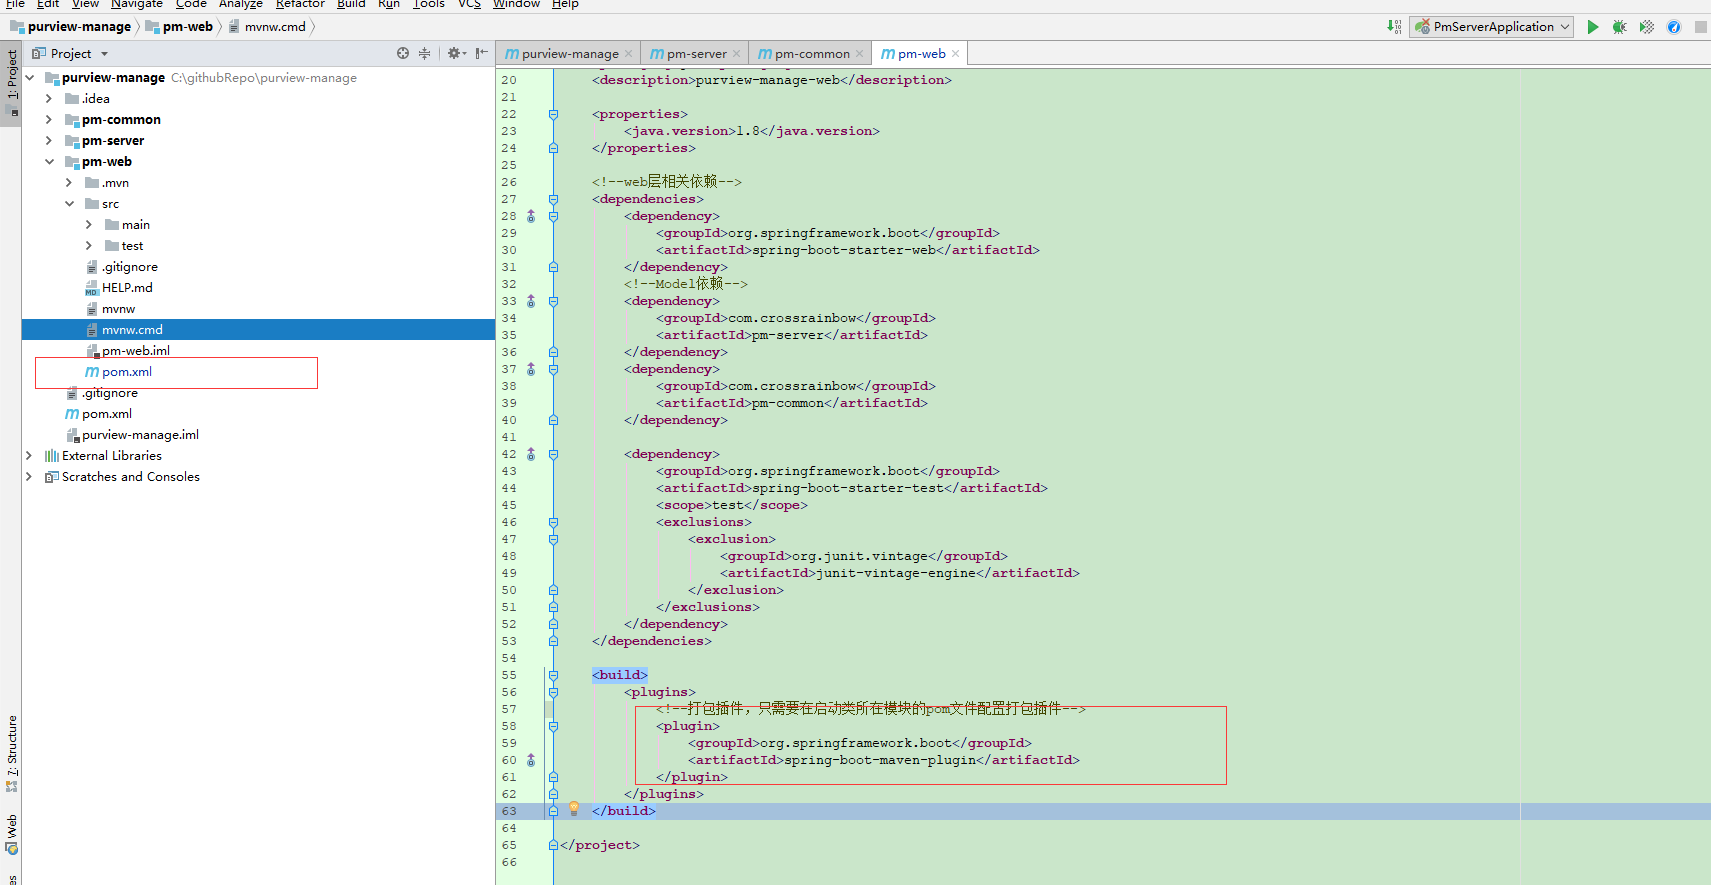 File Edit View Navigate Code Analyze Refactor Build Run Tools VCS Window Help
purview-manage pm-web mvnw.cmd
PmServerApplication
1: Project
Project
purview-manage C:\githubRepo\purview-manage
.idea
pm-common
pm-server
pm-web
.mvn
src
main
test
.gitignore
HELP.md
mvnw
mvnw.cmd
pm-web.iml
pom.xml
.gitignore
pom.xml
purview-manage.iml
External Libraries
Scratches and Consoles
7: Structure
Web
purview-manage pm-server pm-common pm-web
20 <description>purview-manage-web</description>
21
22 <properties>
23 <java.version>1.8</java.version>
24 </properties>
25
26 <!--web层相关依赖-->
27 <dependencies>
28 <dependency>
29 <groupId>org.springframework.boot</groupId>
30 <artifactId>spring-boot-starter-web</artifactId>
31 </dependency>
32 <!--Model依赖-->
33 <dependency>
34 <groupId>com.crossrainbow</groupId>
35 <artifactId>pm-server</artifactId>
36 </dependency>
37 <dependency>
38 <groupId>com.crossrainbow</groupId>
39 <artifactId>pm-common</artifactId>
40 </dependency>
41
42 <dependency>
43 <groupId>org.springframework.boot</groupId>
44 <artifactId>spring-boot-starter-test</artifactId>
45 <scope>test</scope>
46 <exclusions>
47 <exclusion>
48 <groupId>org.junit.vintage</groupId>
49 <artifactId>junit-vintage-engine</artifactId>
50 </exclusion>
51 </exclusions>
52 </dependency>
53 </dependencies>
54
55 <build>
56 <plugins>
57 <!--打包插件，只需要在启动类所在模块的pom文件配置打包插件-->
58 <plugin>
59 <groupId>org.springframework.boot</groupId>
60 <artifactId>spring-boot-maven-plugin</artifactId>
61 </plugin>
62 </plugins>
63 </build>
64
65 </project>
66